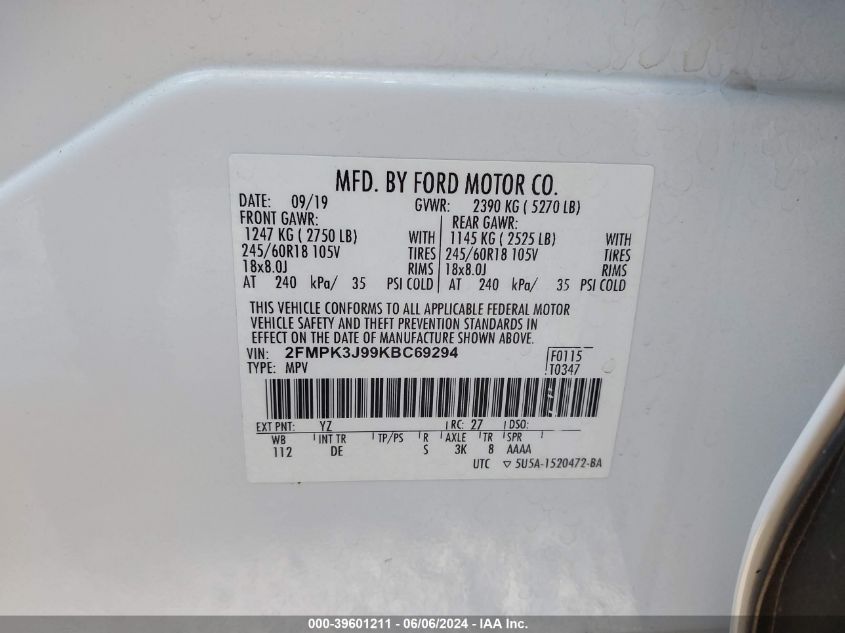 MFD. BY FORD MOTOR CO.
DATE: 09/19 GVWR: 2390 KG ( 5270 LB)
FRONT GAWR: REAR GAWR:
1247 KG ( 2750 LB) WITH 1145 KG ( 2525 LB) WITH
245/60R18 105V TIRES 245/60R18 105V TIRES
18x8.0J RIMS 18x8.0J RIMS
AT 240 kPa/ 35 PSI COLD AT 240 kPa/ 35 PSI COLD
THIS VEHICLE CONFORMS TO ALL APPLICABLE FEDERAL MOTOR
VEHICLE SAFETY AND THEFT PREVENTION STANDARDS IN
EFFECT ON THE DATE OF MANUFACTURE SHOWN ABOVE.
VIN: 2FMPK3J99KBC69294 F0115
TYPE: MPV T0347
EXT PNT: YZ RC: 27 DSO:
WB INT TR TP/PS R AXLE TR SPR
112 DE S 3K 8 AAAA
UTC ▽ 5U5A-1520472-BA
000-39601211 - 06/06/2024 - IAA Inc.